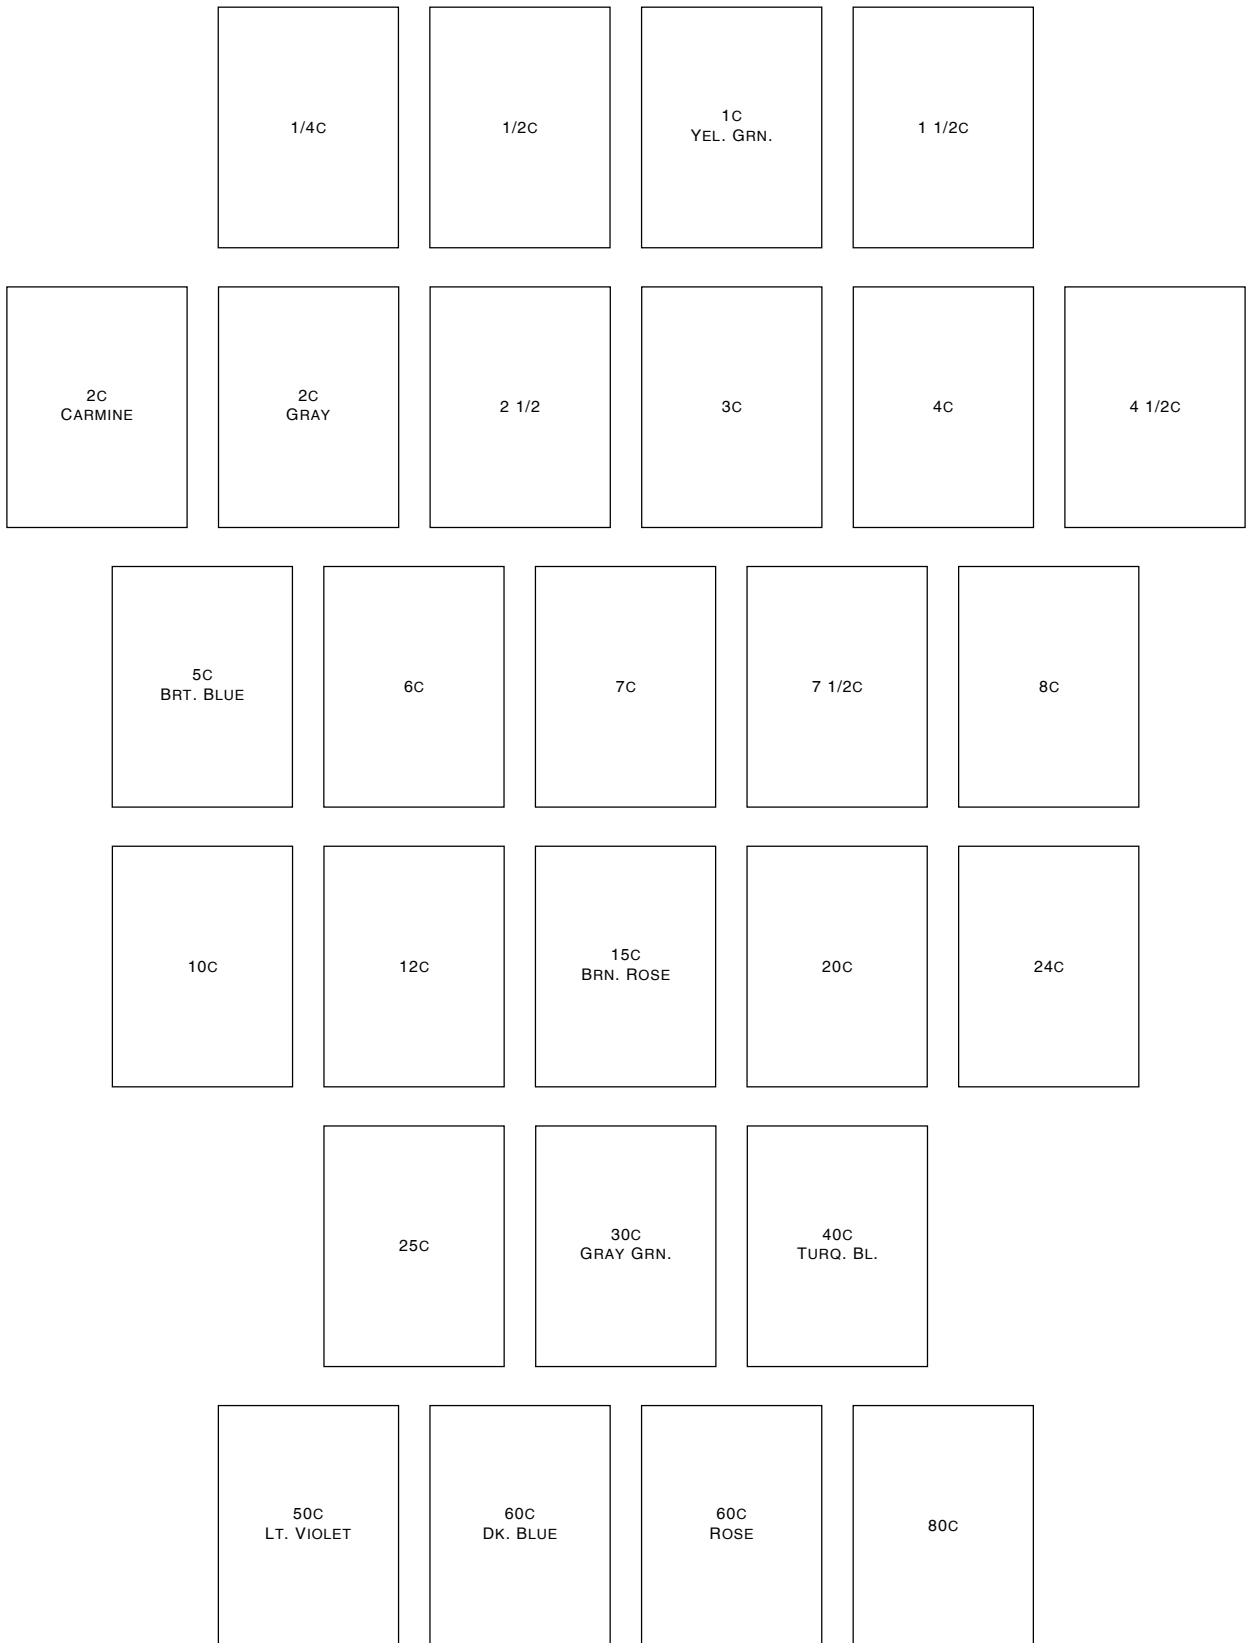 1/4C
1/2C
1C
YEL. GRN.
1 1/2C
2C
CARMINE
2C
GRAY
2 1/2
3C
4C
4 1/2C
5C
BRT. BLUE
6C
7C
7 1/2C
8C
10C
12C
15C
BRN. ROSE
20C
24C
25C
30C
GRAY GRN.
40C
TURQ. BL.
50C
LT. VIOLET
60C
DK. BLUE
60C
ROSE
80C